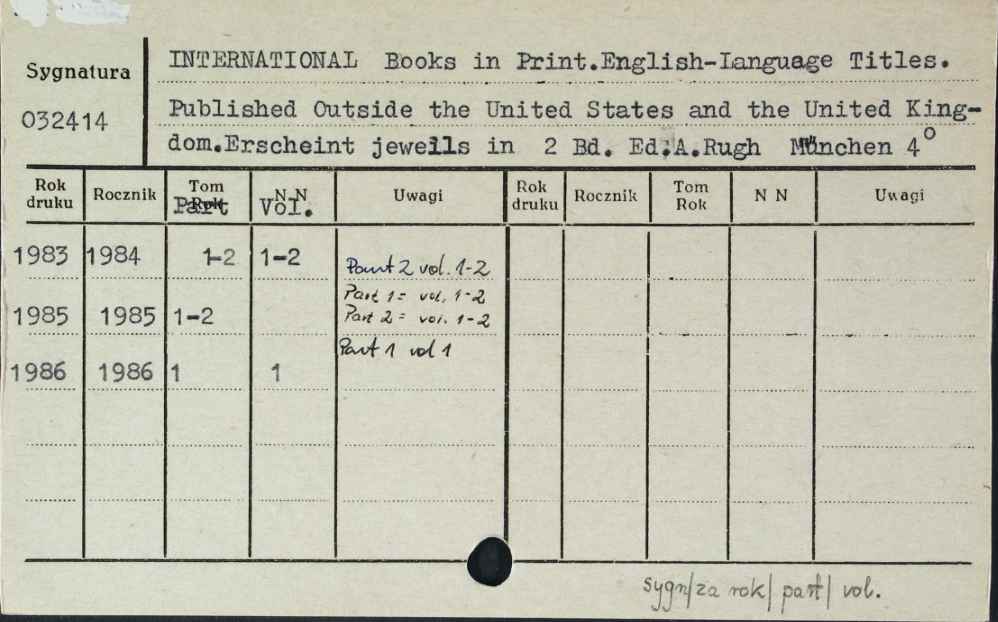 Sygnatura
032414
INTERNATIONAL Books in Print.English-Language Titles.
Published Outside the United States and the United King-
dom.Erscheint jeweils in 2 Bd. Ed.A.Rugh München 4°
Rok druku Rocznik Tom Rok Part N N Vol. Uwagi Rok druku Rocznik Tom Rok N N Uwagi
1983 1984 1-2 1-2 Part 2 vol. 1-2
Part 1 = vol. 1-2
1985 1985 1-2 Part 2 = vol. 1-2
Part 1 vol 1
1986 1986 1 1
sygn/za rok/ part/ vol.